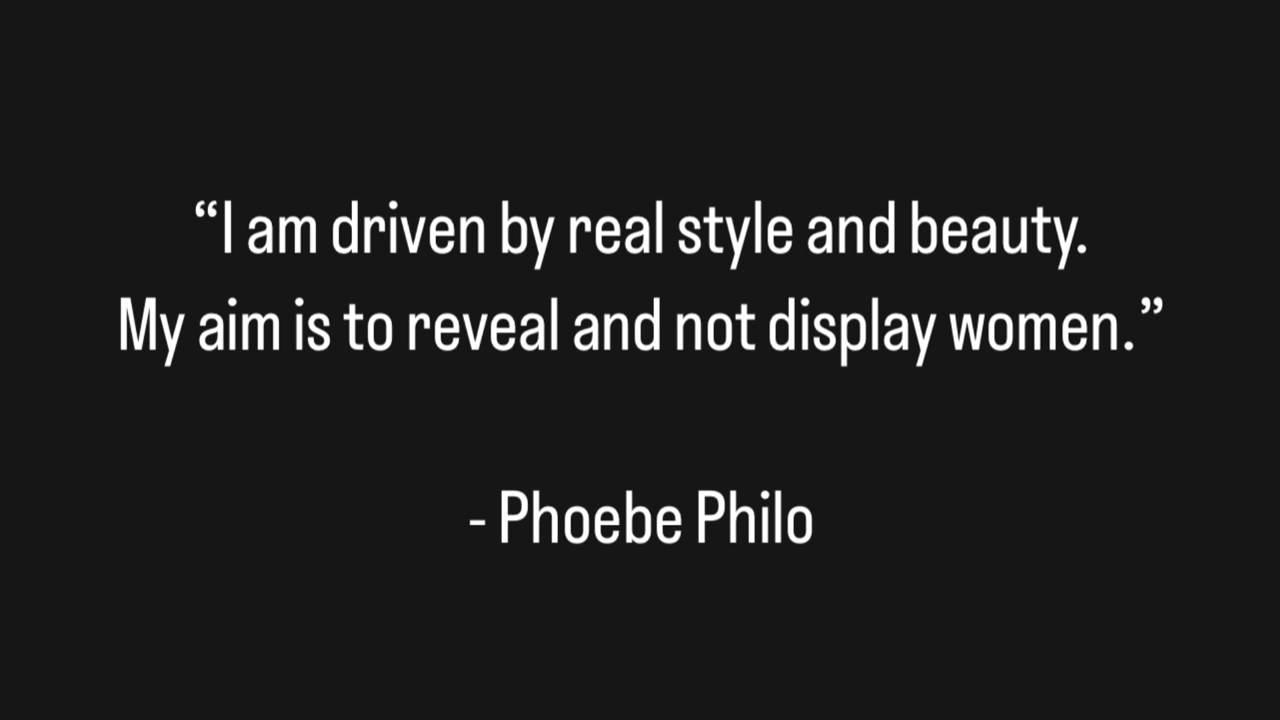 “I am driven by real style and beauty.
My aim is to reveal and not display women.”
- Phoebe Philo